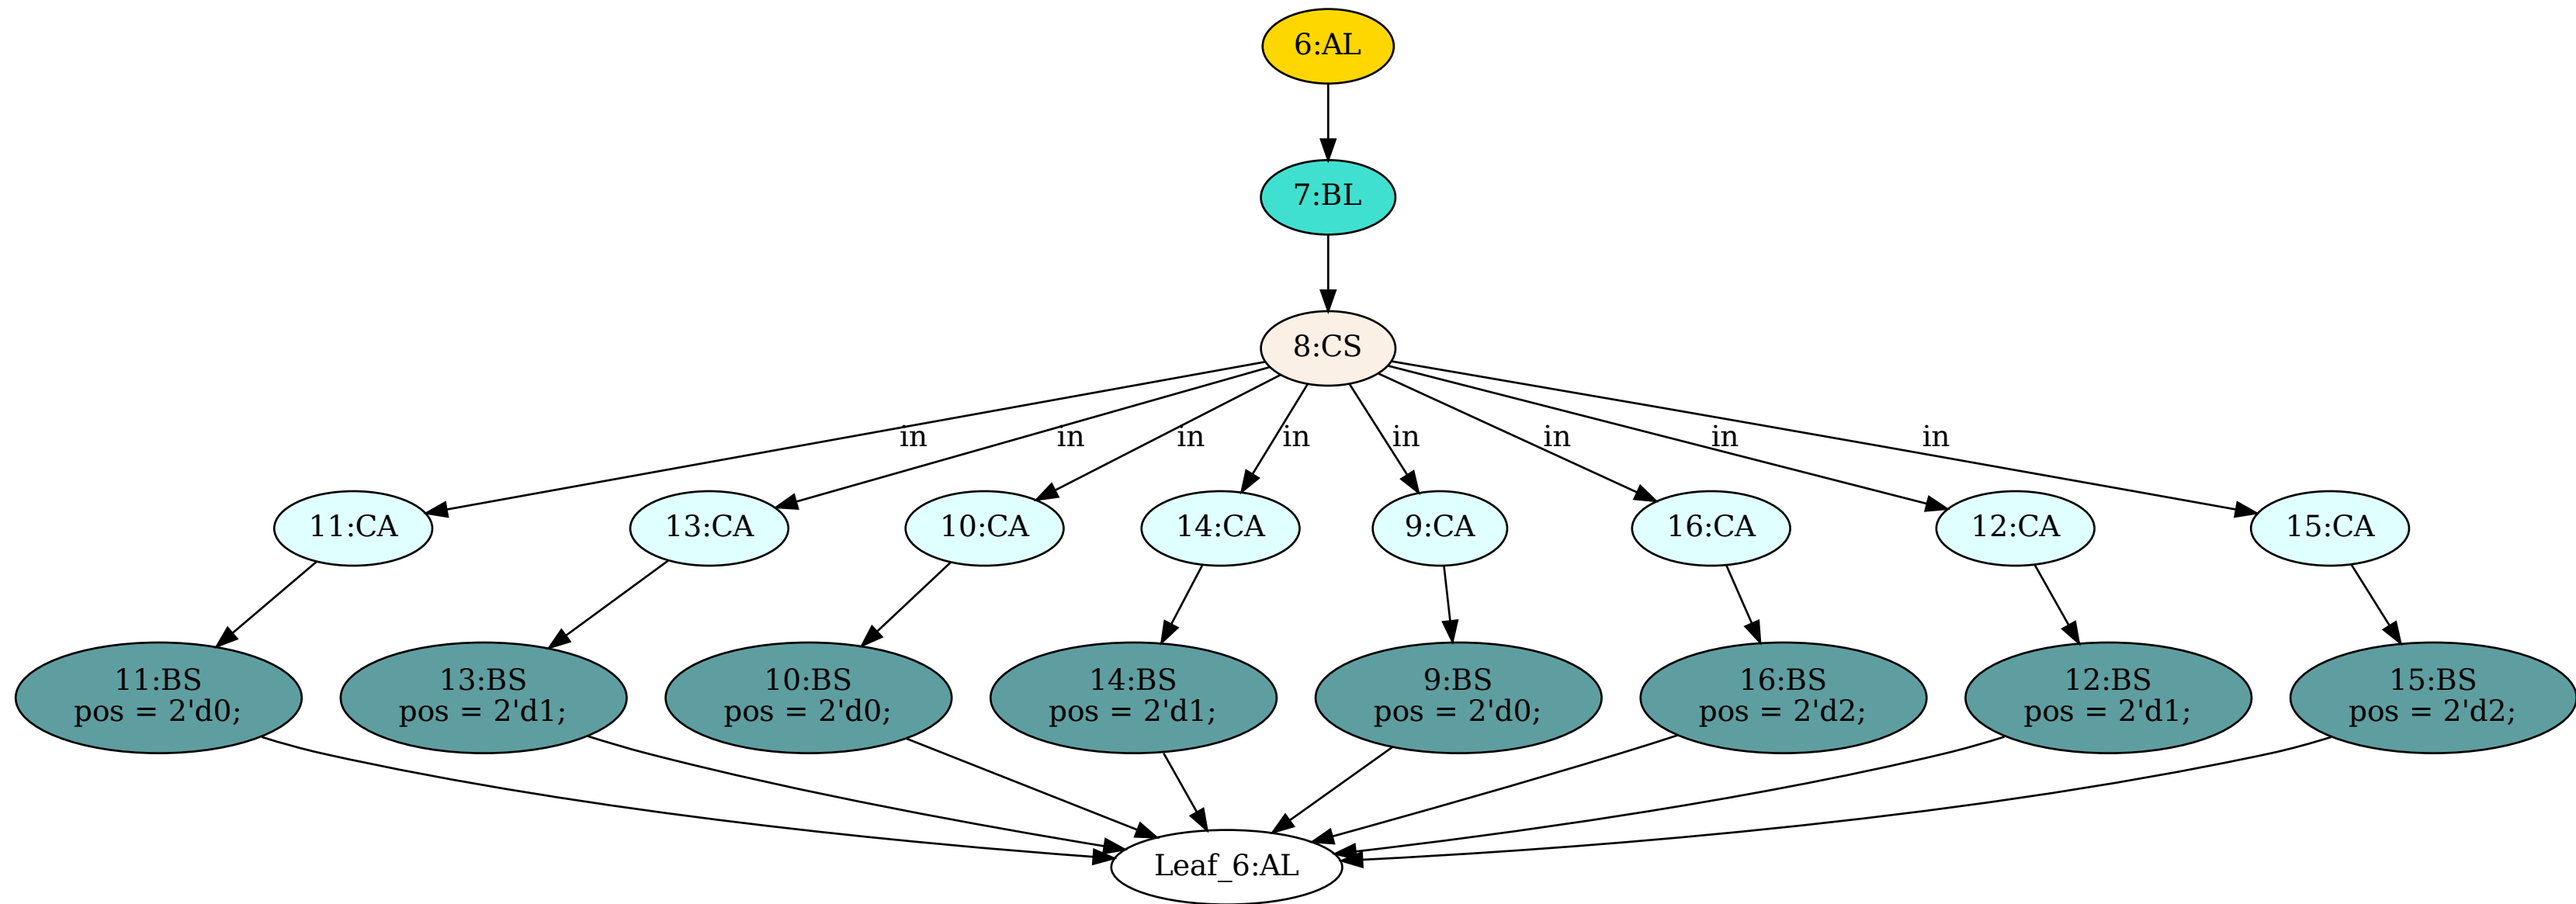 6:AL
7:BL
8:CS
in in in in in in in in
11:CA 13:CA 10:CA 14:CA 9:CA 16:CA 12:CA 15:CA
11:BS
pos = 2'd0;
13:BS
pos = 2'd1;
10:BS
pos = 2'd0;
14:BS
pos = 2'd1;
9:BS
pos = 2'd0;
16:BS
pos = 2'd2;
12:BS
pos = 2'd1;
15:BS
pos = 2'd2;
Leaf_6:AL